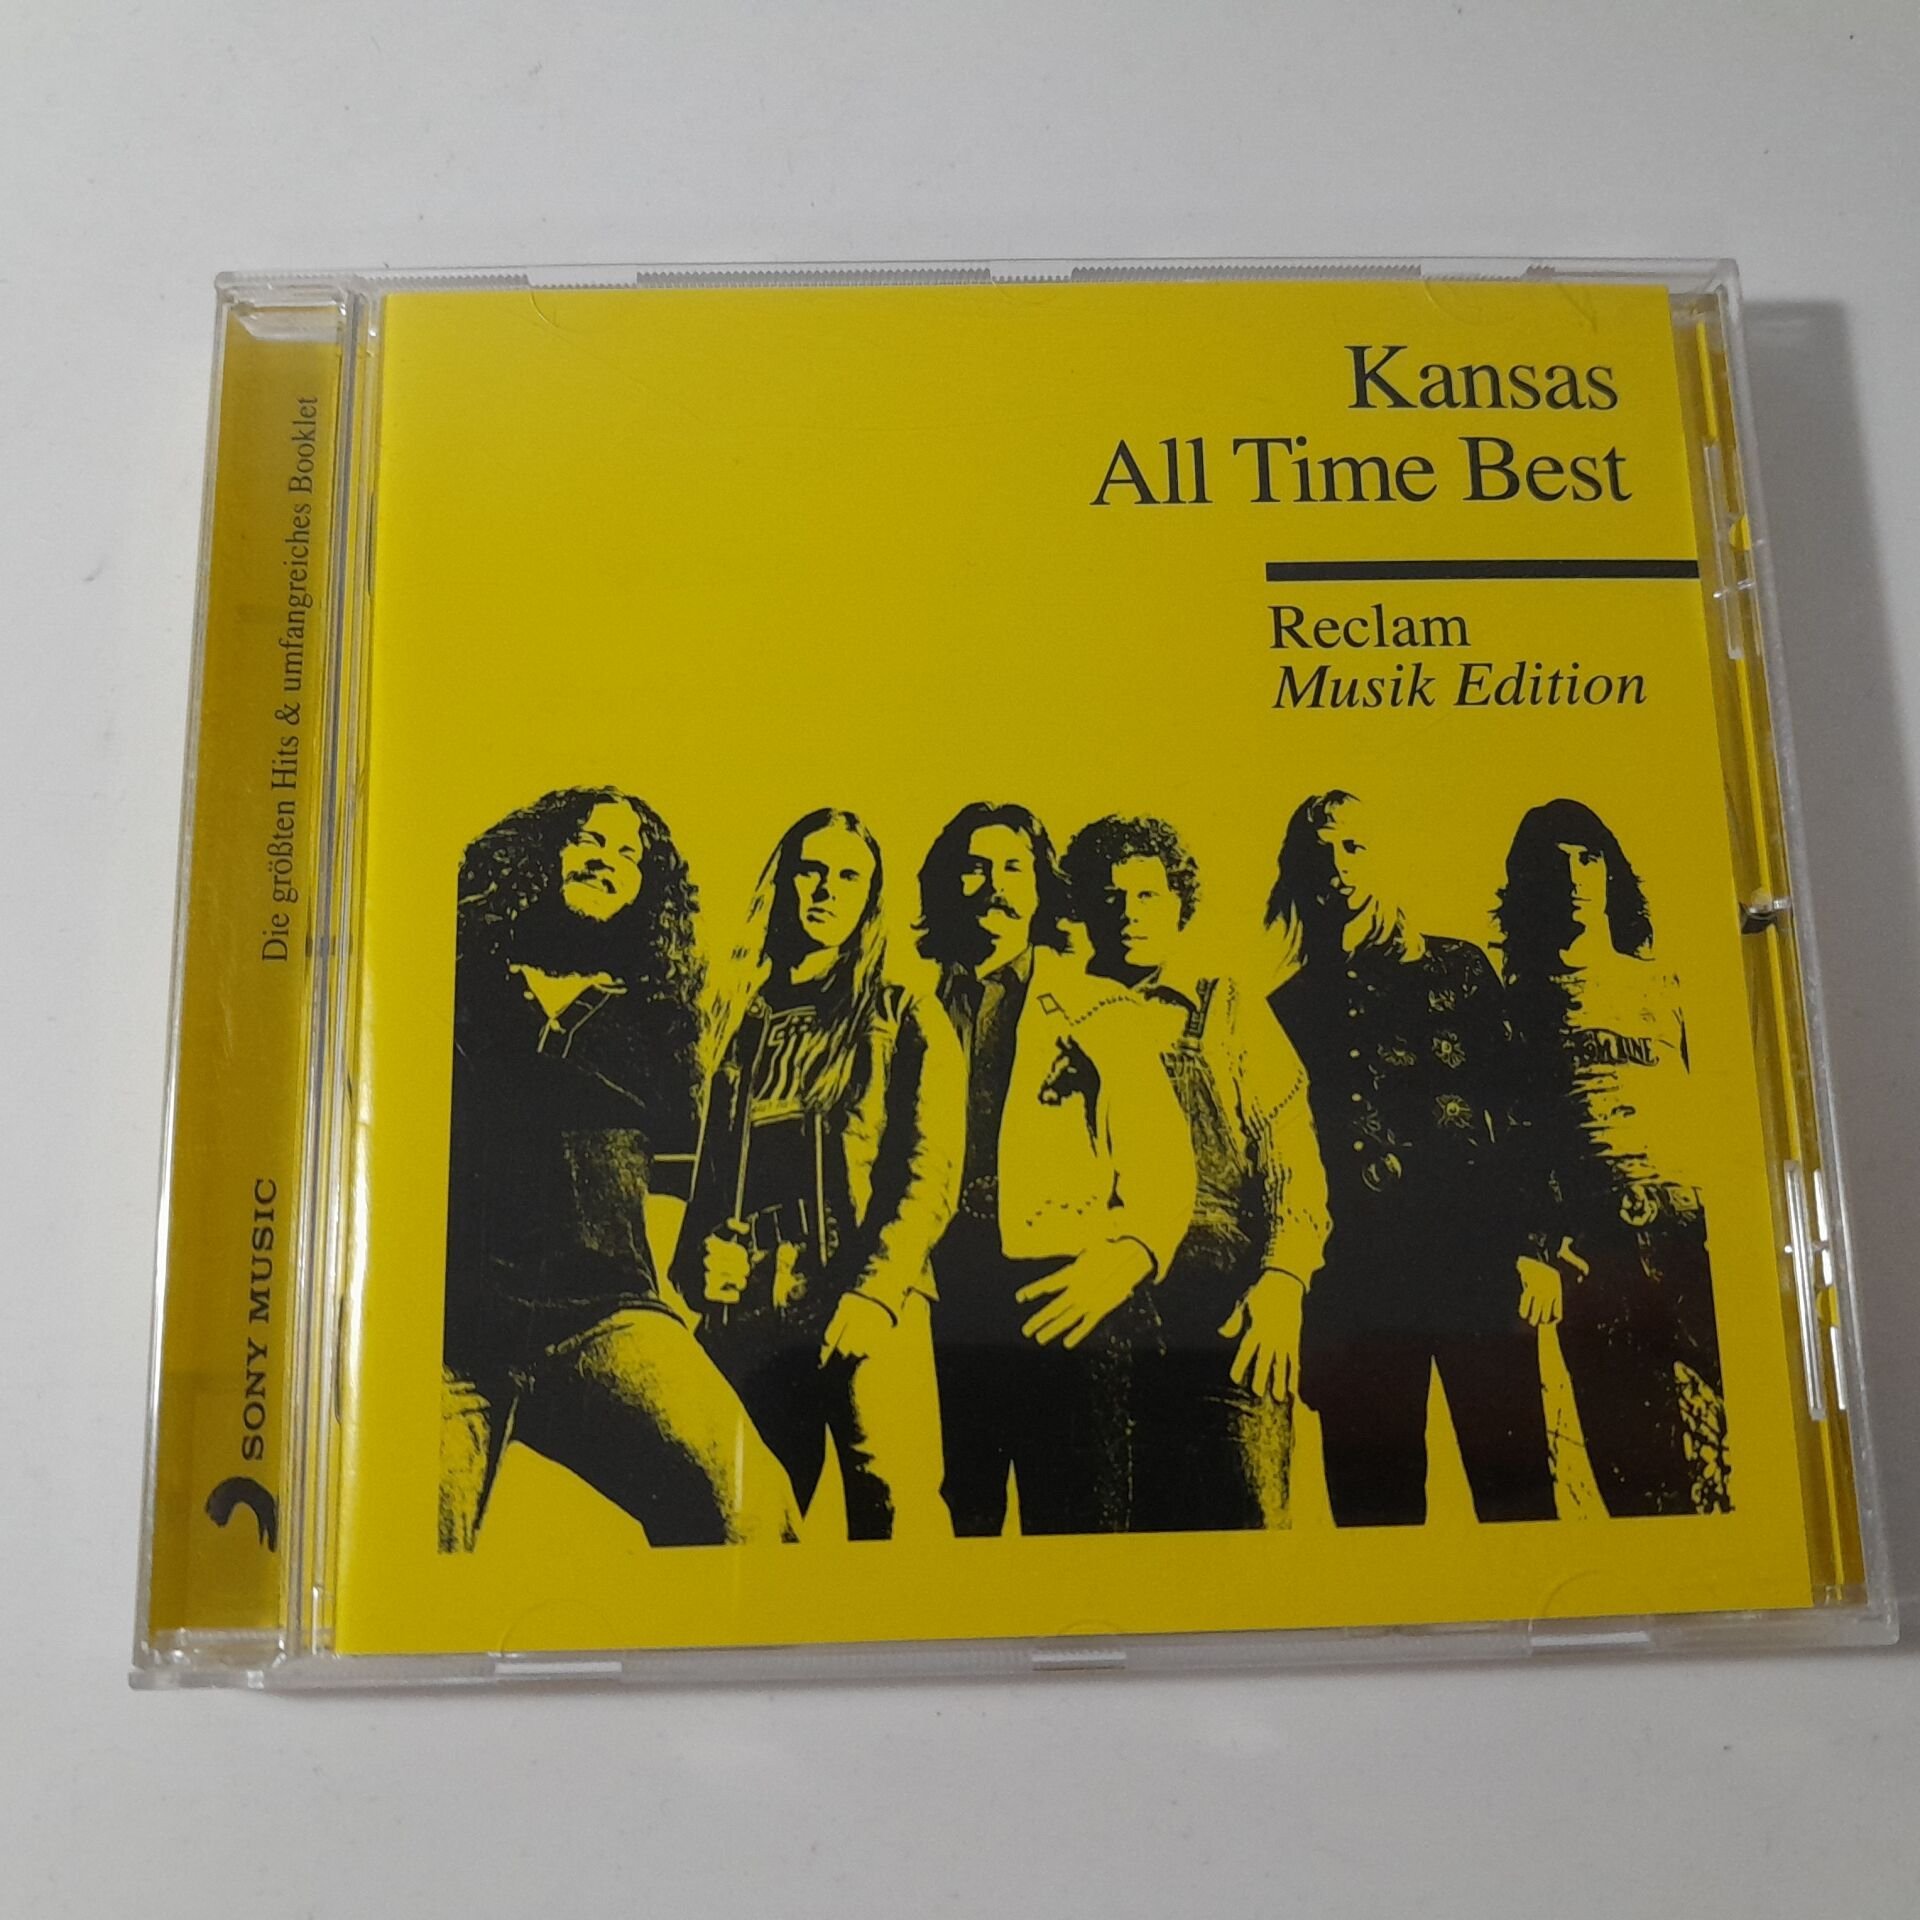 Kansas
All Time Best
Reclam
Musik Edition
Die größten Hits & umfangreiches Booklet
SONY MUSIC